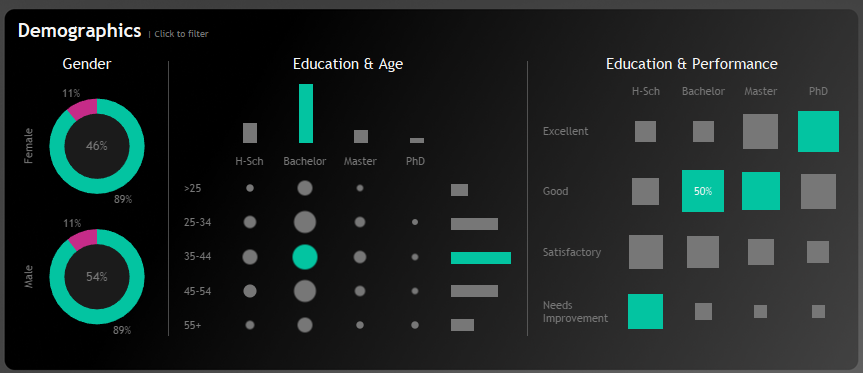 Demographics | Click to filter
Gender
Education & Age
Education & Performance
11%
Female
46%
89%
11%
Male
54%
89%
H-Sch Bachelor Master PhD
>25
25-34
35-44
45-54
55+
H-Sch Bachelor Master PhD
Excellent
Good
50%
Satisfactory
Needs
Improvement